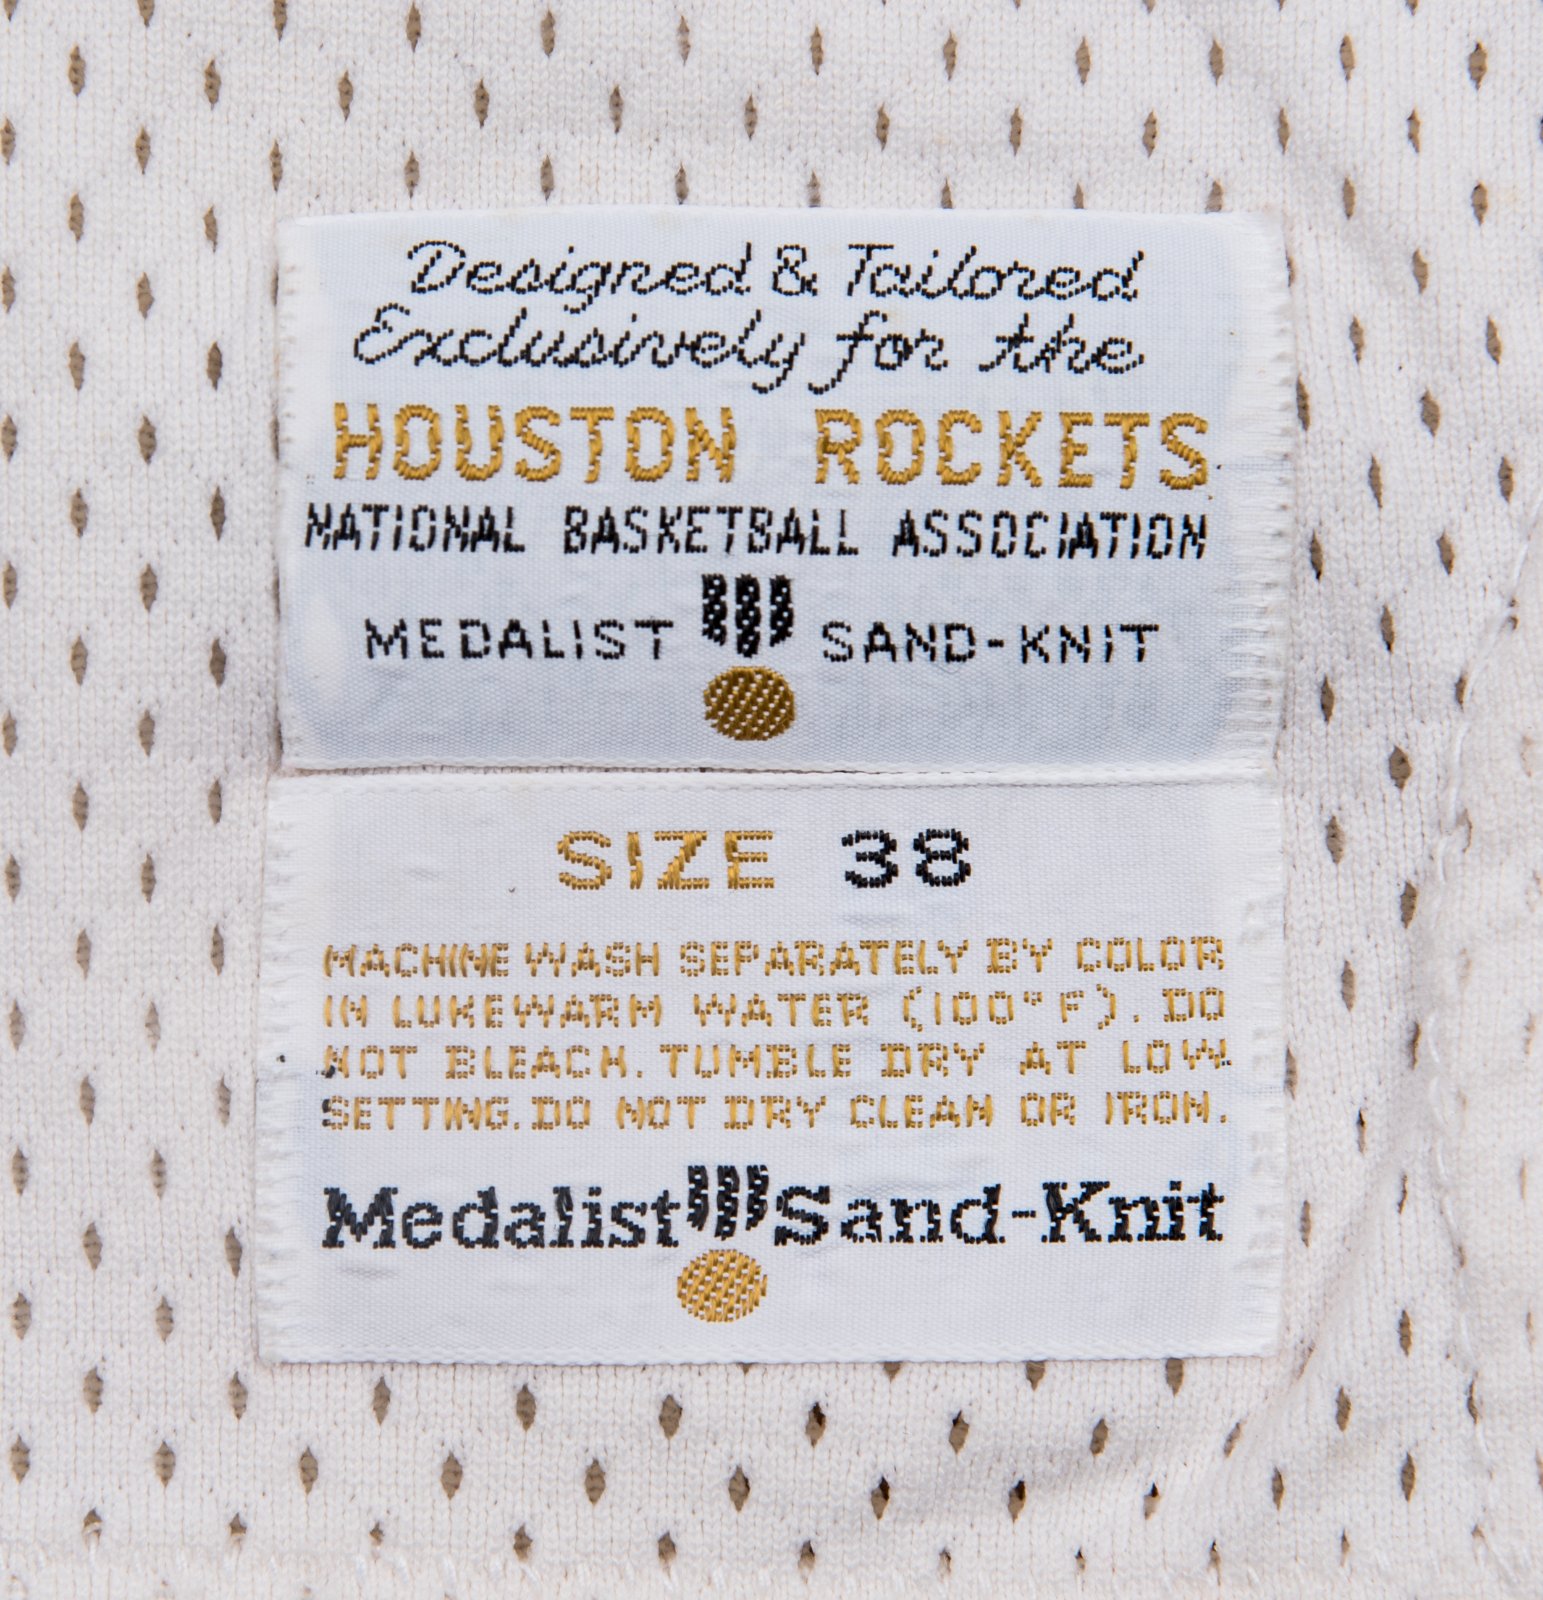 Designed & Tailored
Exclusively for the
HOUSTON ROCKETS
NATIONAL BASKETBALL ASSOCIATION
MEDALIST SAND-KNIT
SIZE 38
MACHINE WASH SEPARATELY BY COLOR
IN LUKEWARM WATER (100° F). DO
NOT BLEACH. TUMBLE DRY AT LOW
SETTING. DO NOT DRY CLEAN OR IRON.
Medalist Sand-Knit